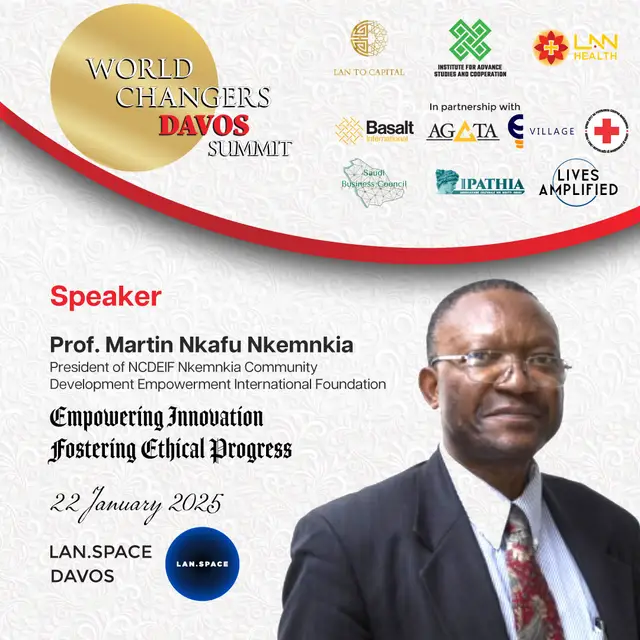 WORLD
CHANGERS
DAVOS
SUMMIT
LAN TO CAPITAL
INSTITUTE FOR ADVANCE
STUDIES AND COOPERATION
LNN
HEALTH
In partnership with
Basalt
International
AGATA
VILLAGE
Saudi
Business Council
PATHIA
LIVES
AMPLIFIED
Speaker
Prof. Martin Nkafu Nkemnkia
President of NCDEIF Nkemnkia Community
Development Empowerment International Foundation
Empowering Innovation
Fostering Ethical Progress
22 January 2025
LAN.SPACE
DAVOS
LAN.SPACE